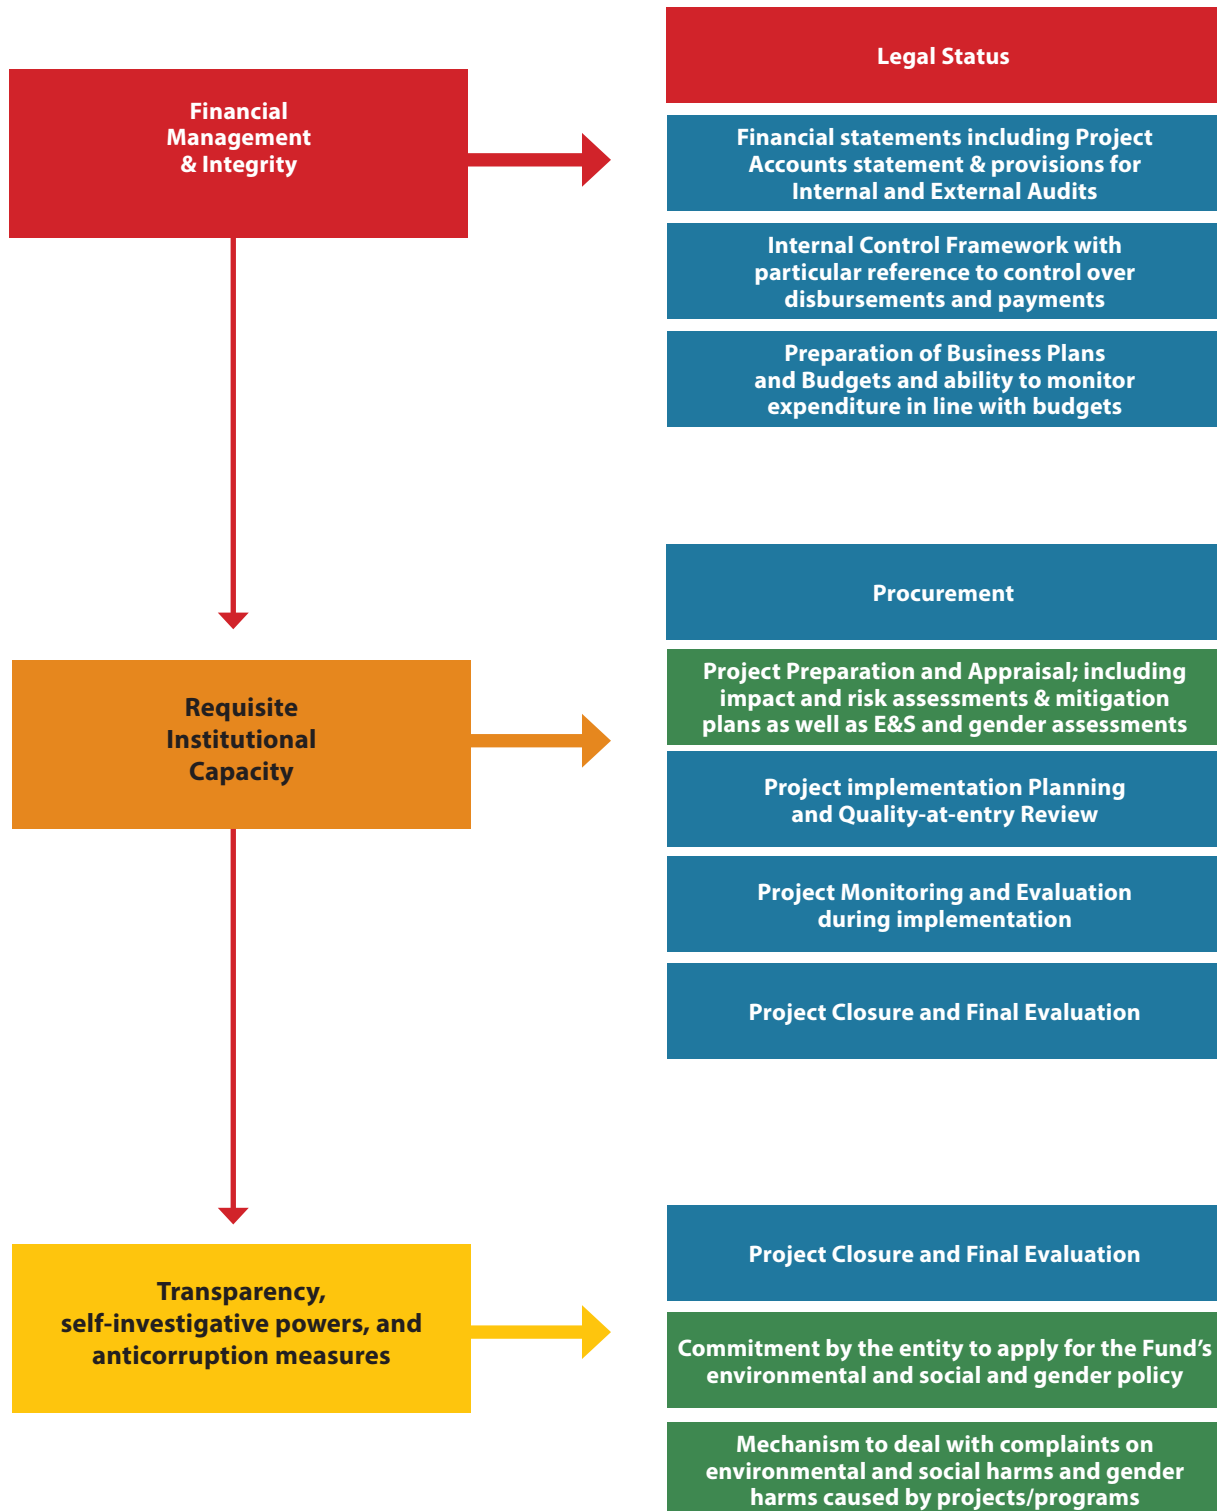 Financial
Management
& Integrity
Legal Status
Financial statements including Project
Accounts statement & provisions for
Internal and External Audits
Internal Control Framework with
particular reference to control over
disbursements and payments
Preparation of Business Plans
and Budgets and ability to monitor
expenditure in line with budgets
Requisite
Institutional
Capacity
Procurement
Project Preparation and Appraisal; including
impact and risk assessments & mitigation
plans as well as E&S and gender assessments
Project implementation Planning
and Quality-at-entry Review
Project Monitoring and Evaluation
during implementation
Project Closure and Final Evaluation
Transparency,
self-investigative powers, and
anticorruption measures
Project Closure and Final Evaluation
Commitment by the entity to apply for the Fund’s
environmental and social and gender policy
Mechanism to deal with complaints on
environmental and social harms and gender
harms caused by projects/programs